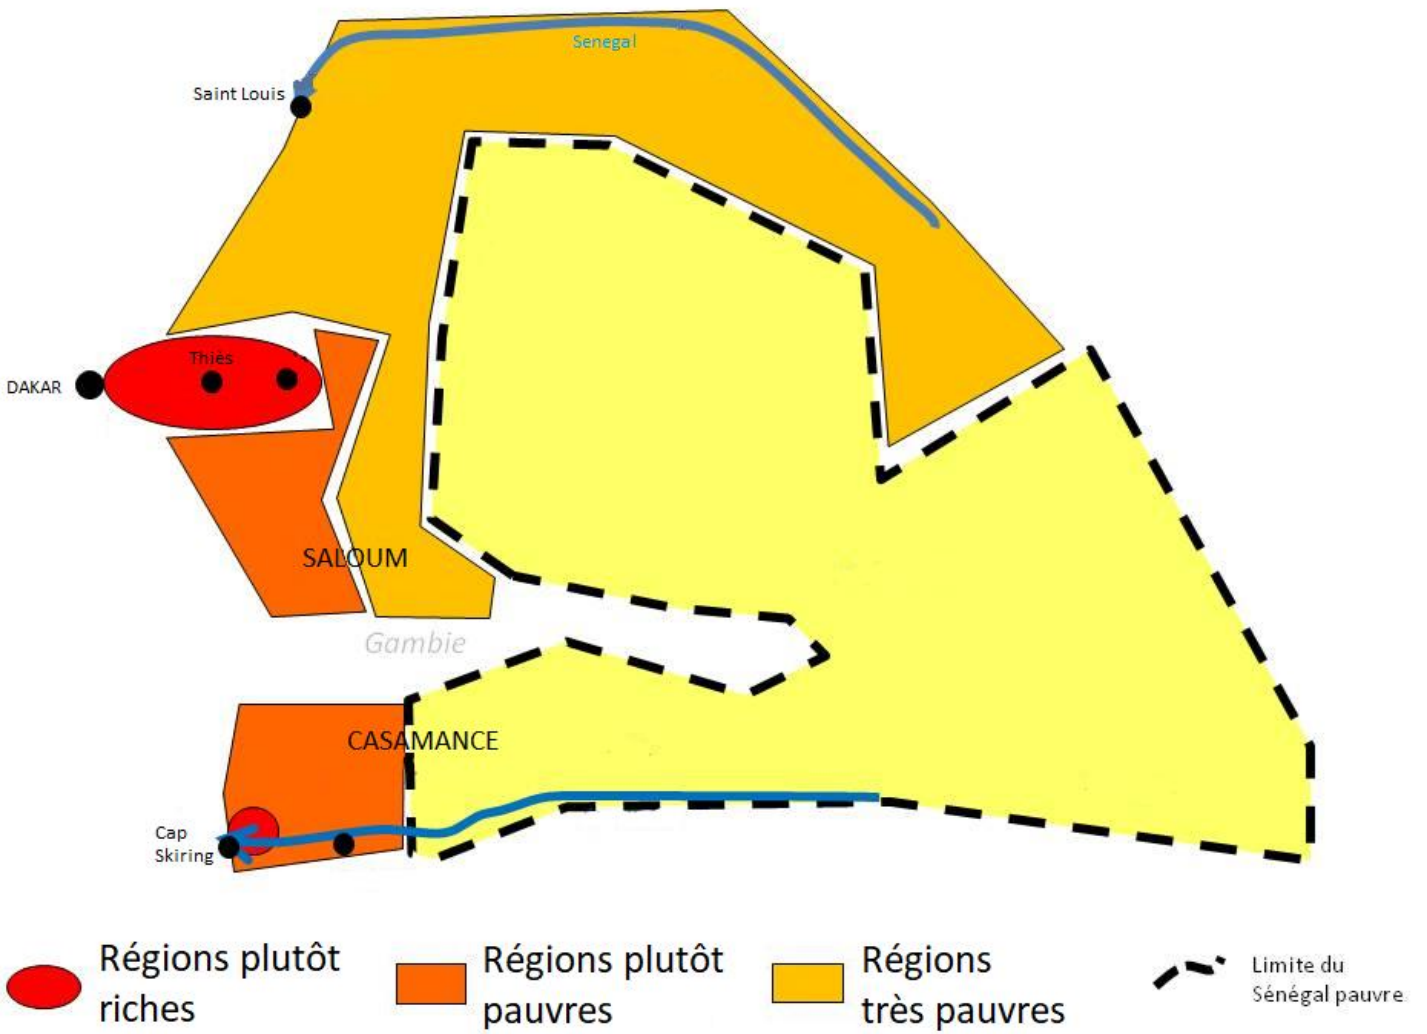 Senegal
Saint Louis
Thiès
DAKAR
SALOUM
Gambie
CASAMANCE
Cap
Skiring
Régions plutôt
riches
Régions plutôt
pauvres
Régions
très pauvres
Limite du
Sénégal pauvre